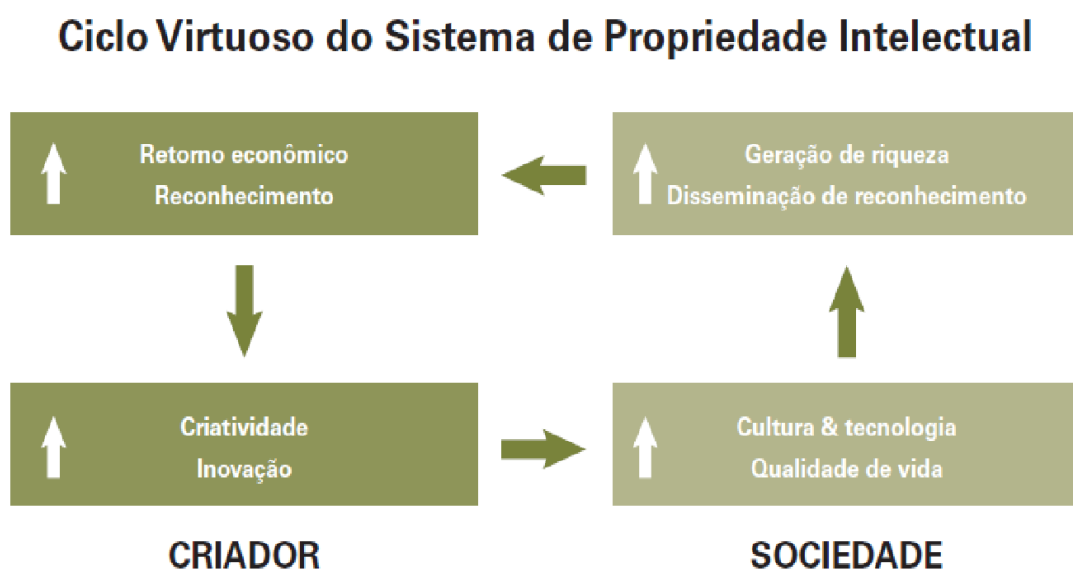 Ciclo Virtuoso do Sistema de Propriedade Intelectual
Retorno econômico
Reconhecimento
Geração de riqueza
Disseminação de reconhecimento
Criatividade
Inovação
Cultura & tecnologia
Qualidade de vida
CRIADOR
SOCIEDADE